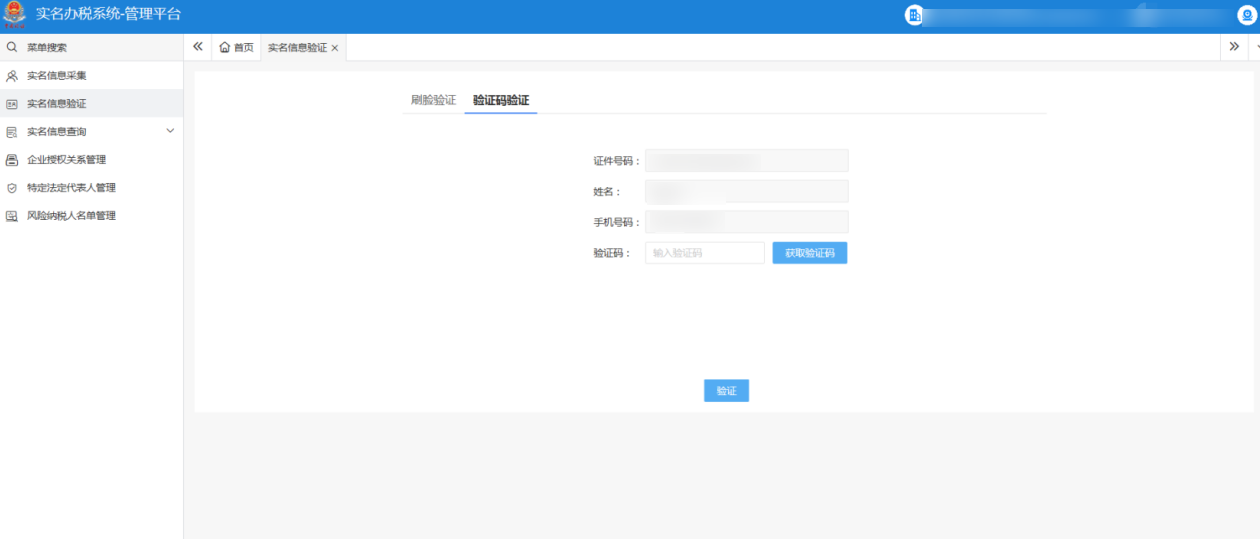 实名办税系统-管理平台
菜单搜索
首页
实名信息验证
实名信息采集
实名信息验证
实名信息查询
企业授权关系管理
特定法定代表人管理
风险纳税人名单管理
刷脸验证
验证码验证
证件号码：
姓名：
手机号码：
验证码：
输入验证码
获取验证码
验证